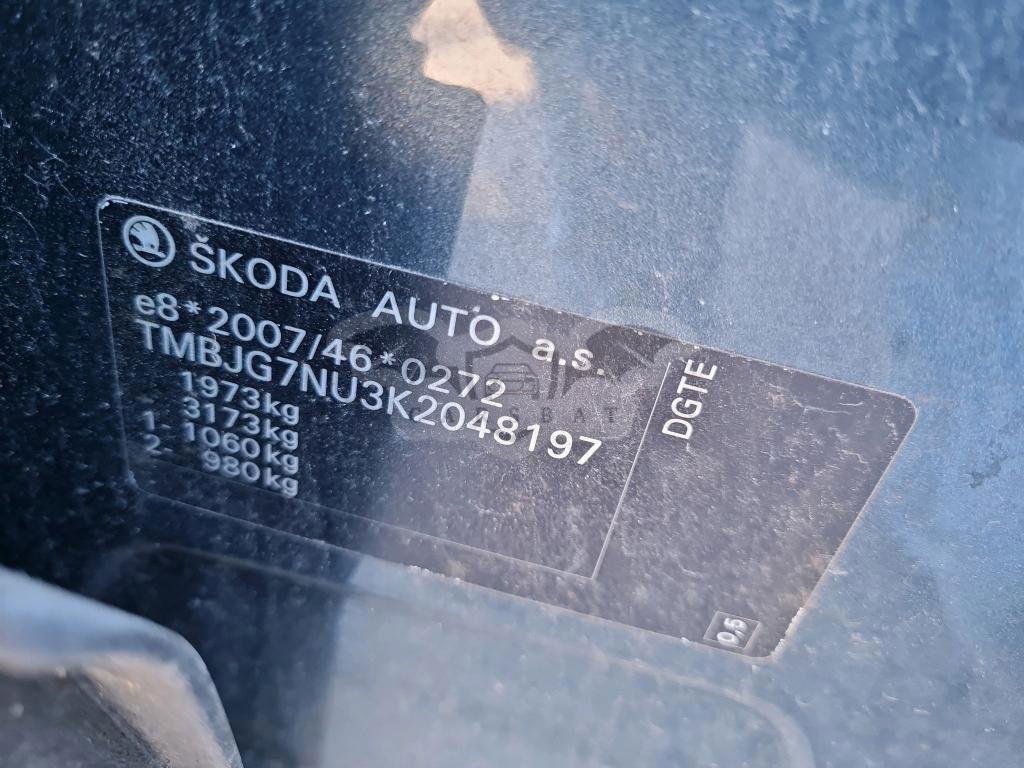 ŠKODA AUTO a.s.
e8*2007/46*0272
TMBJG7NU3K2048197
1973kg
3173kg
1- 1060kg
2- 980kg
DGTE
0,5